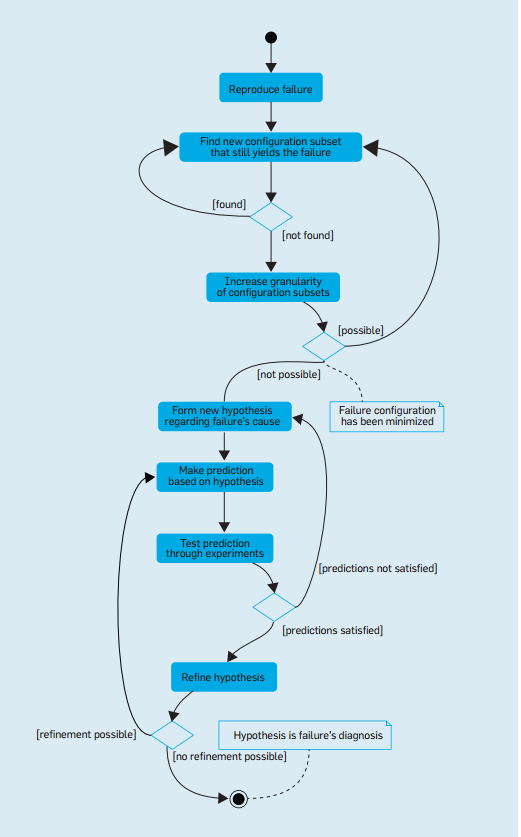 Reproduce failure
Find new configuration subset
that still yields the failure
[found]
[not found]
Increase granularity
of configuration subsets
[possible]
[not possible]
Failure configuration
has been minimized
Form new hypothesis
regarding failure's cause
Make prediction
based on hypothesis
Test prediction
through experiments
[predictions not satisfied]
[predictions satisfied]
Refine hypothesis
[refinement possible]
Hypothesis is failure's diagnosis
[no refinement possible]